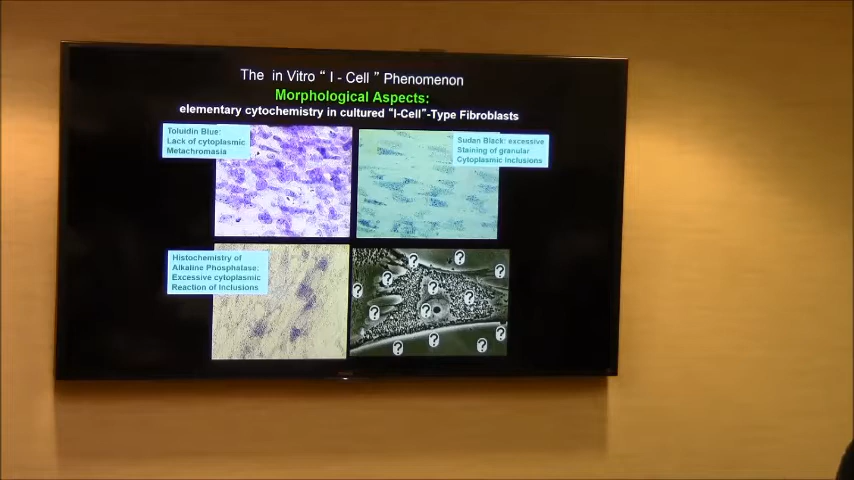 The in Vitro “ I - Cell ” Phenomenon
Morphological Aspects:
elementary cytochemistry in cultured “I-Cell”-Type Fibroblasts
Toluidin Blue:
Lack of cytoplasmic
Metachromasia
Sudan Black: excessive
Staining of granular
Cytoplasmic Inclusions
Histochemistry of
Alkaline Phosphatase:
Excessive cytoplasmic
Reaction of Inclusions
? ? ?
? ? ? ?
? ?
? ? ? ?